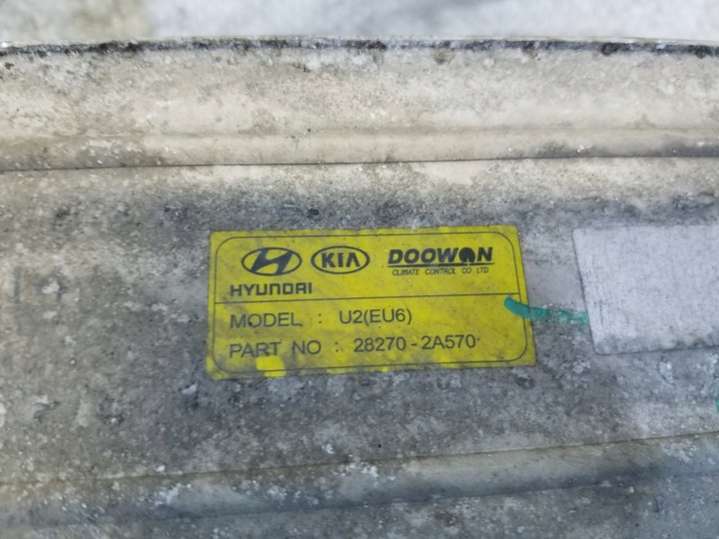 KIA DOOWON
HYUNDAI CLIMATE CONTROL CO LTD
MODEL : U2(EU6)
PART NO : 28270-2A570